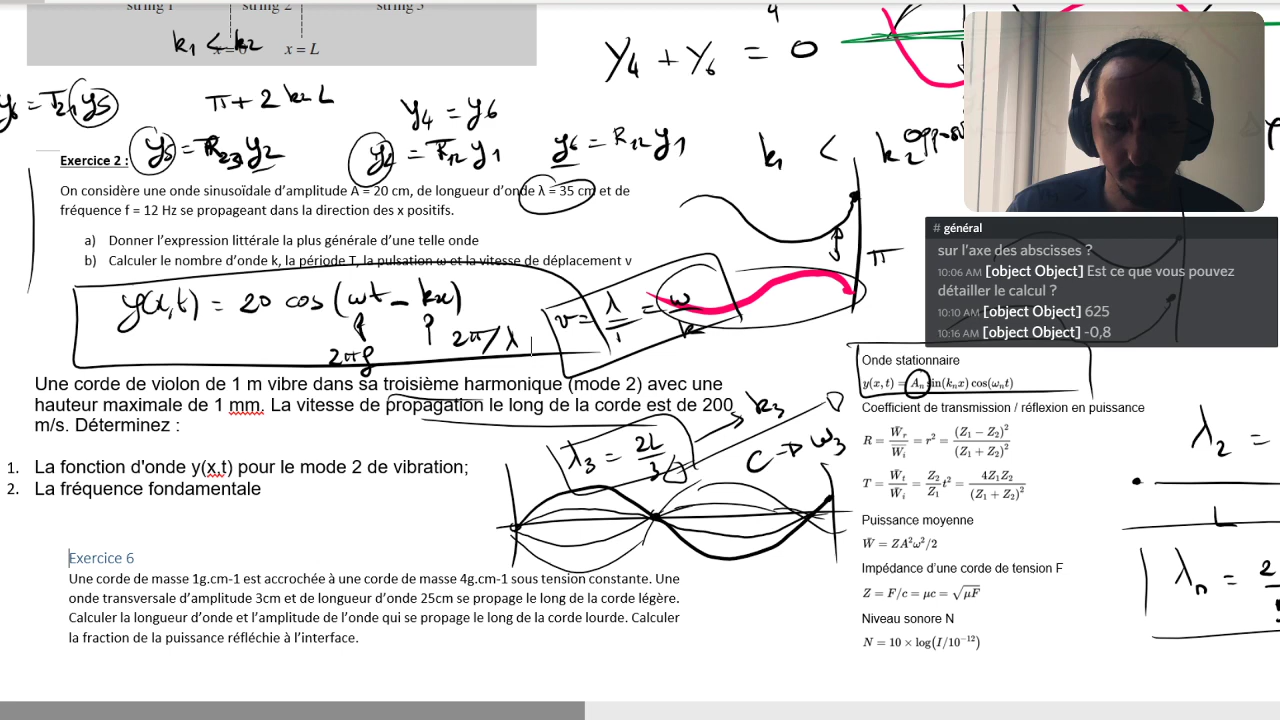 string 1 string 2 string 3
k₁ < k₂ x = L
y₄ + y₆ = 0
π + 2k₂L
y₄ = y₆
y₆ = R₁₂ y₁
k₁ < k₂
Exercice 2 :
On considère une onde sinusoïdale d’amplitude A = 20 cm, de longueur d’onde λ = 35 cm et de
fréquence f = 12 Hz se propageant dans la direction des x positifs.
a) Donner l’expression littérale la plus générale d’une telle onde
b) Calculer le nombre d’onde k, la période T, la pulsation ω et la vitesse de déplacement v
π
y(x,t) = 20 cos(ωt - kx)
2πf
2π/λ
Une corde de violon de 1 m vibre dans sa troisième harmonique (mode 2) avec une
hauteur maximale de 1 mm. La vitesse de propagation le long de la corde est de 200
m/s. Déterminez :
1. La fonction d'onde y(x,t) pour le mode 2 de vibration;
2. La fréquence fondamentale
λ₃ = 2L/3
k₃
c → ω₃
Exercice 6
Une corde de masse 1g.cm-1 est accrochée à une corde de masse 4g.cm-1 sous tension constante. Une
onde transversale d’amplitude 3cm et de longueur d’onde 25cm se propage le long de la corde légère.
Calculer la longueur d’onde et l’amplitude de l’onde qui se propage le long de la corde lourde. Calculer
la fraction de la puissance réfléchie à l’interface.
# général
sur l’axe des abscisses ?
10:06 AM [object Object] Est ce que vous pouvez
détailler le calcul ?
10:10 AM [object Object] 625
10:16 AM [object Object] -0,8
Onde stationnaire
y(x,t) = Aₙ sin(kₙx) cos(ωₙt)
Coefficient de transmission / réflexion en puissance
R = W̄ᵣ/W̄ᵢ = r² = (Z₁ − Z₂)²/(Z₁ + Z₂)²
T = W̄ₜ/W̄ᵢ = Z₂/Z₁ t² = 4Z₁Z₂/(Z₁ + Z₂)²
Puissance moyenne
W̄ = ZA²ω²/2
Impédance d’une corde de tension F
Z = F/c = μc = √μF
Niveau sonore N
N = 10 × log(I/10⁻¹²)
λ₂ =
L
λₙ = 2